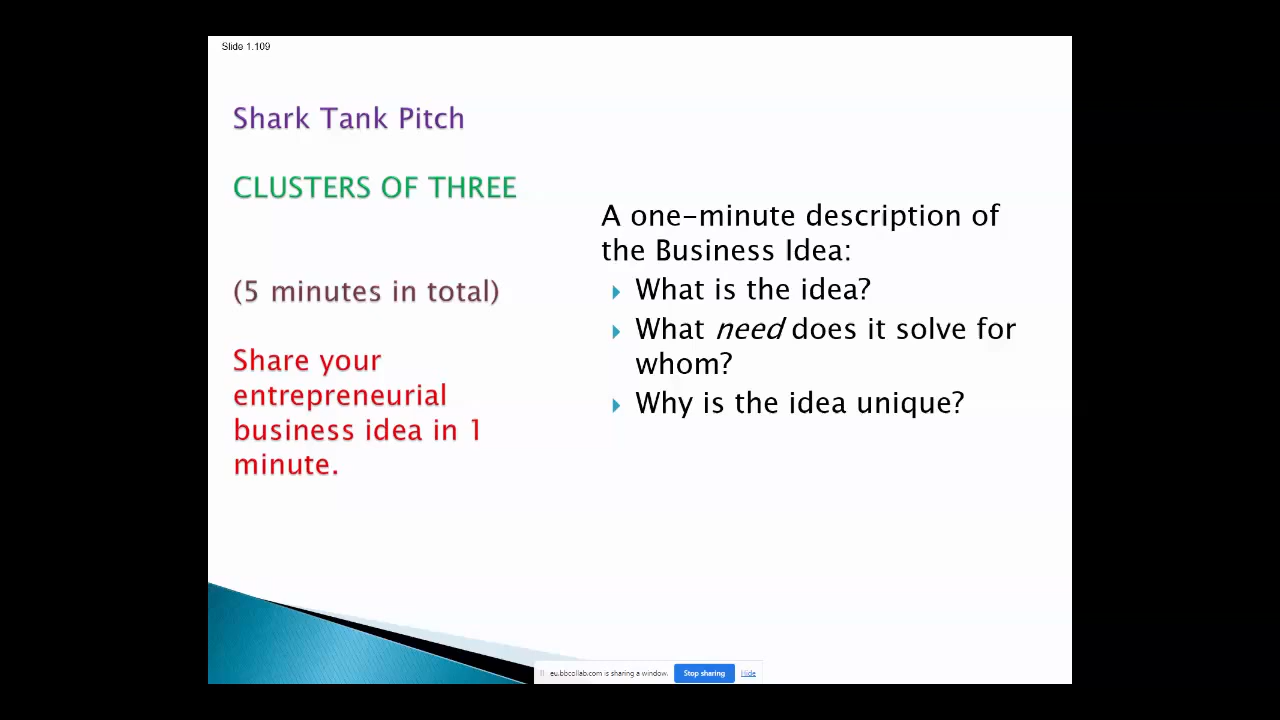 Slide 1.109
Shark Tank Pitch
CLUSTERS OF THREE
(5 minutes in total)
Share your
entrepreneurial
business idea in 1
minute.
A one-minute description of
the Business Idea:
What is the idea?
What need does it solve for
whom?
Why is the idea unique?
eu.bbcollab.com is sharing a window.
Stop sharing
Hide